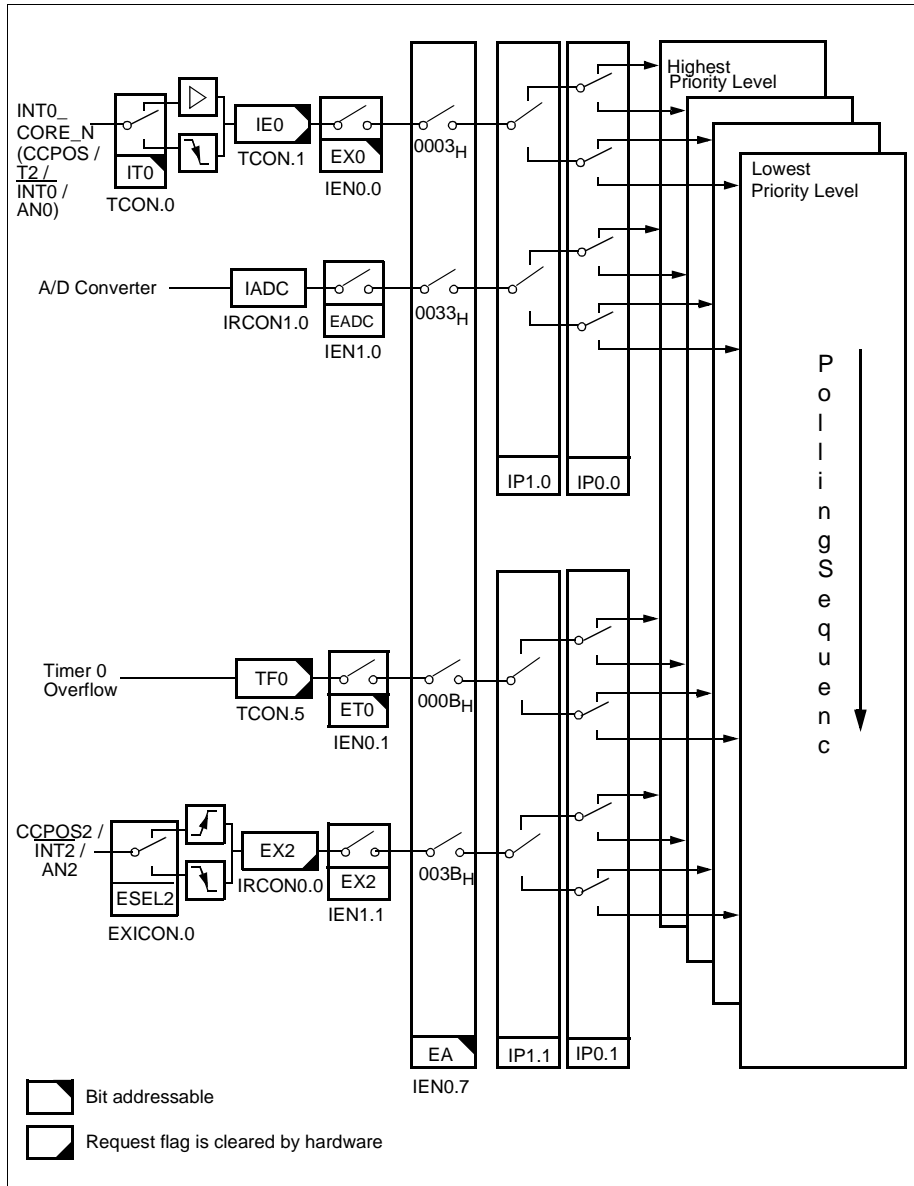 INT0_
CORE_N
(CCPOS /
T2 /
INT0 /
AN0)
IT0
TCON.0
IE0
TCON.1
EX0
IEN0.0
0003H
Highest
Priority Level
Lowest
Priority Level
A/D Converter
IADC
IRCON1.0
EADC
IEN1.0
0033H
IP1.0
IP0.0
Polling Sequenc
Timer 0
Overflow
TF0
TCON.5
ET0
IEN0.1
000BH
CCPOS2 /
INT2 /
AN2
ESEL2
EXICON.0
EX2
IRCON0.0
EX2
IEN1.1
003BH
EA
IEN0.7
IP1.1
IP0.1
Bit addressable
Request flag is cleared by hardware